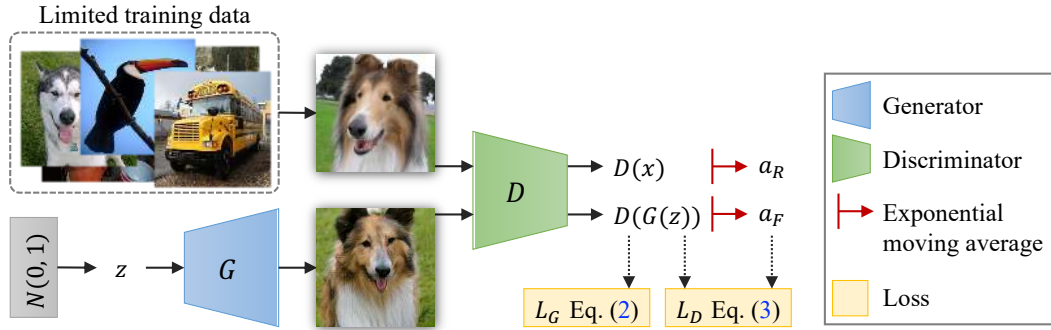 Limited training data
N(0, 1)
z
G
D
D(x)
a_R
D(G(z))
a_F
L_G Eq. (2)
L_D Eq. (3)
Generator
Discriminator
Exponential
moving average
Loss